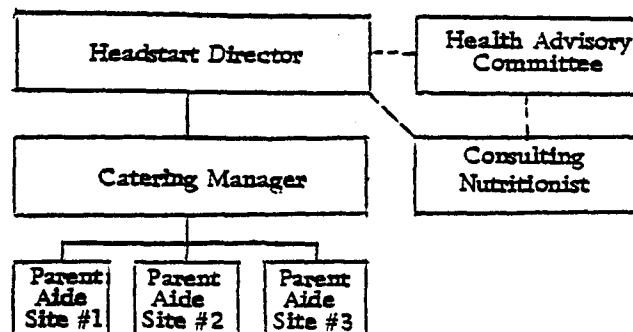 Headstart Director
Health Advisory
Committee
Catering Manager
Consulting
Nutritionist
Parent
Aide
Site #1
Parent
Aide
Site #2
Parent
Aide
Site #3